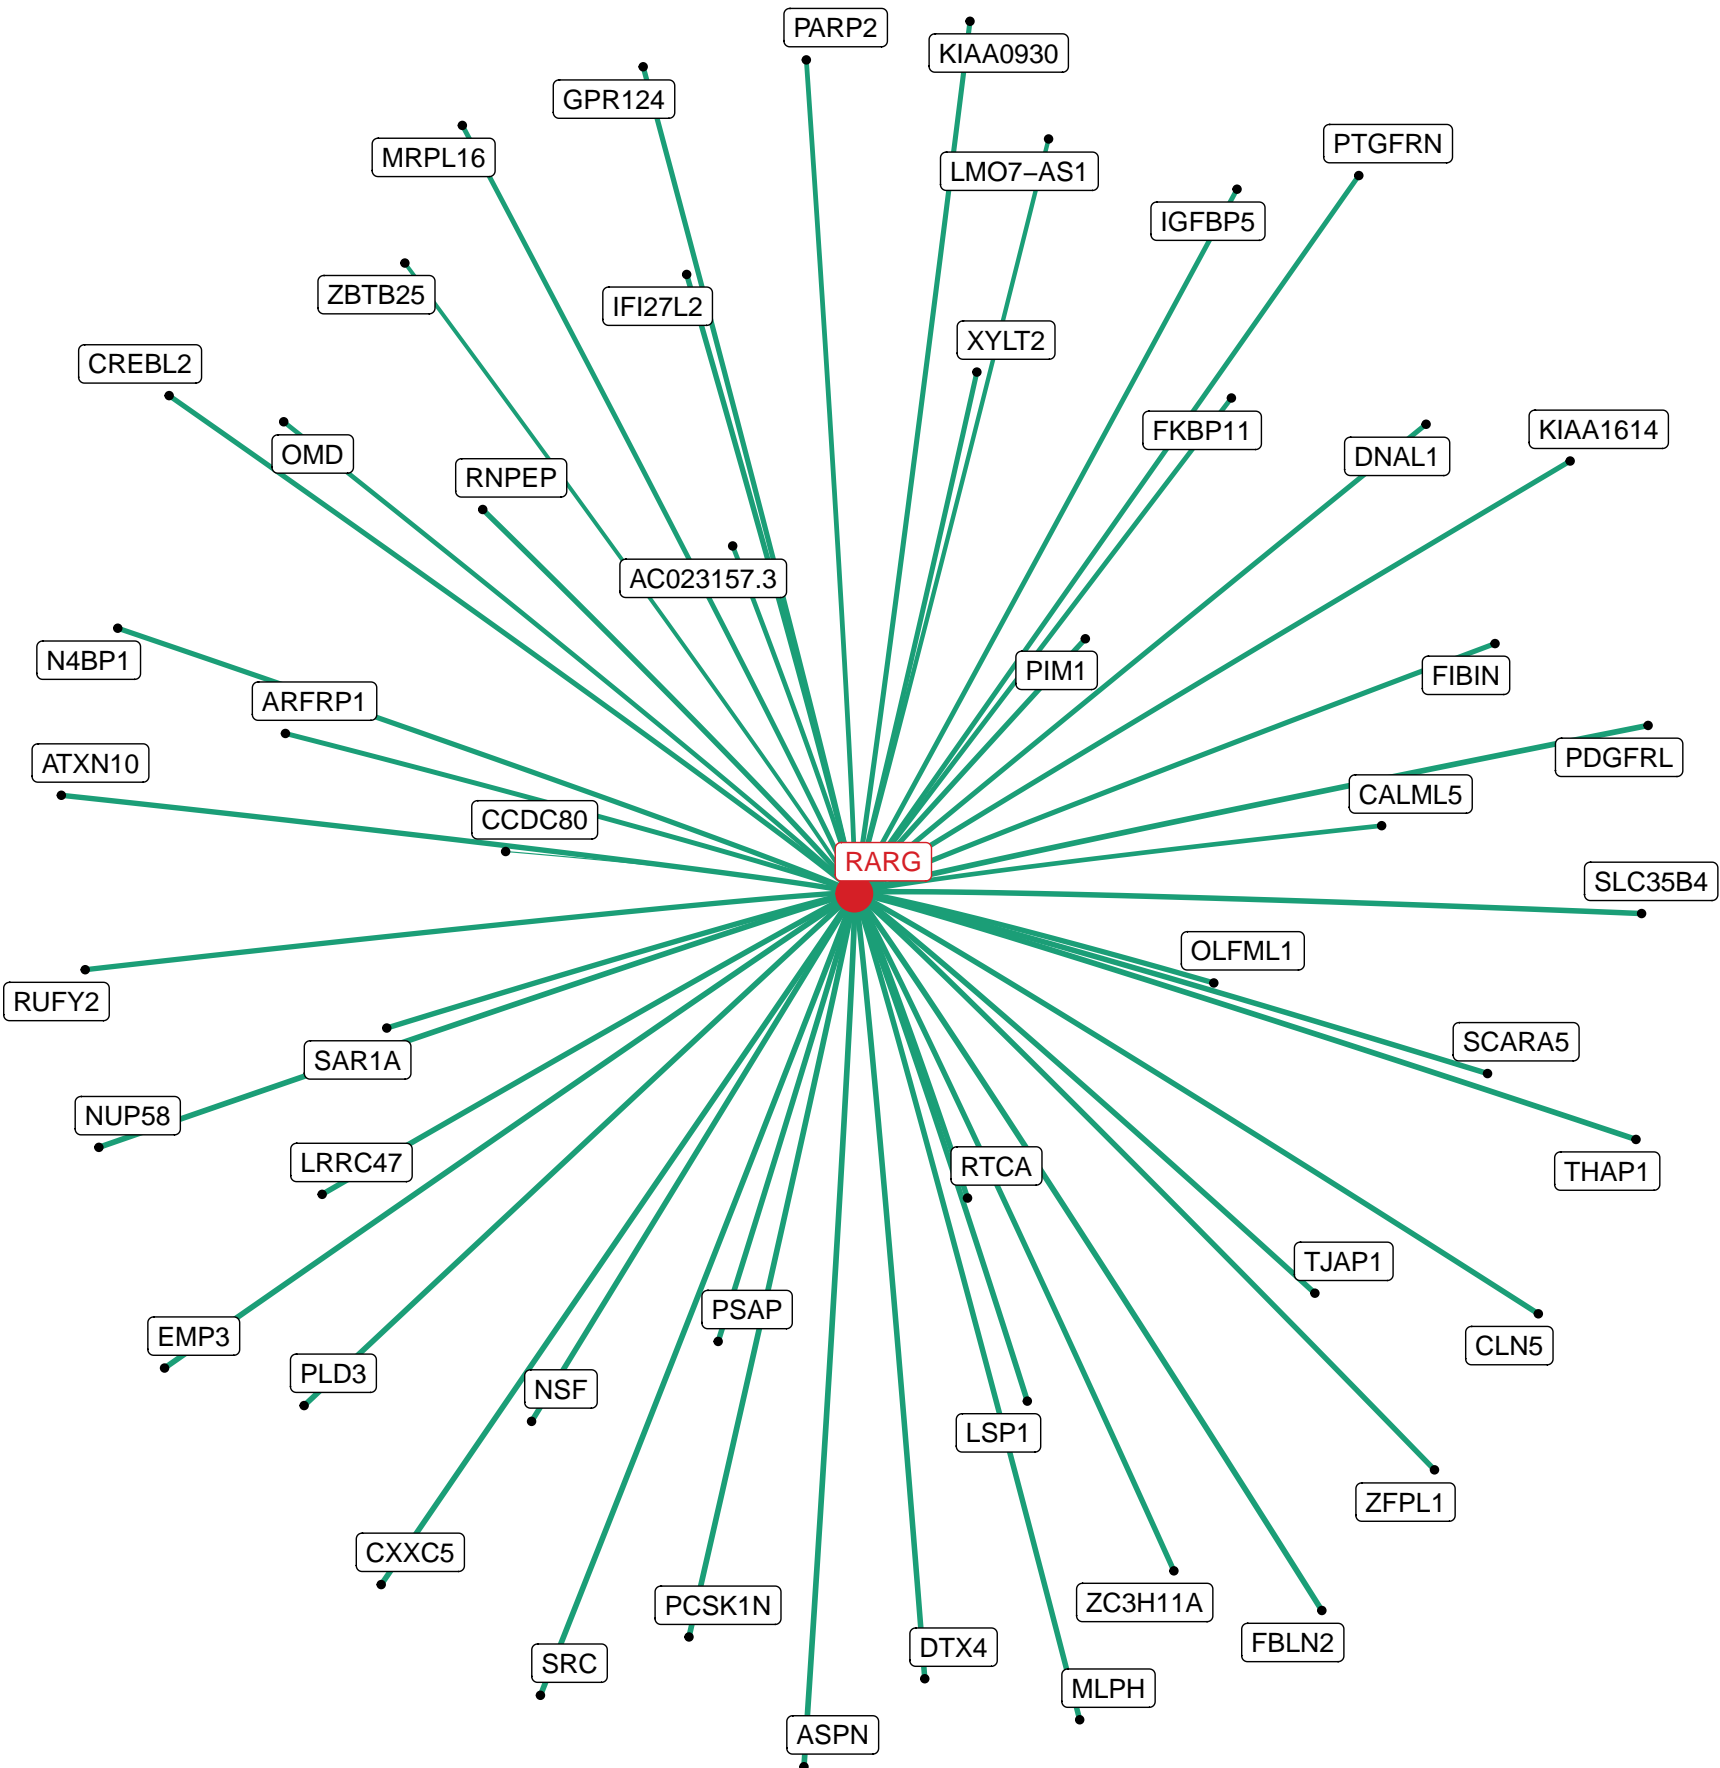 PARP2
KIAA0930
GPR124
PTGFRN
MRPL16
LMO7−AS1
IGFBP5
ZBTB25
IFI27L2
XYLT2
CREBL2
FKBP11
KIAA1614
OMD
DNAL1
RNPEP
AC023157.3
N4BP1
PIM1
FIBIN
ARFRP1
PDGFRL
ATXN10
CALML5
CCDC80
RARG
SLC35B4
OLFML1
RUFY2
SCARA5
SAR1A
NUP58
LRRC47
RTCA
THAP1
TJAP1
PSAP
EMP3
CLN5
PLD3
NSF
LSP1
ZFPL1
CXXC5
ZC3H11A
PCSK1N
FBLN2
DTX4
SRC
MLPH
ASPN